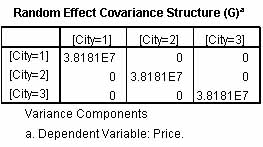 Random Effect Covariance Structure (G)a
[City=1] [City=2] [City=3]
[City=1] 3.8181E7 0 0
[City=2] 0 3.8181E7 0
[City=3] 0 0 3.8181E7
Variance Components
a. Dependent Variable: Price.